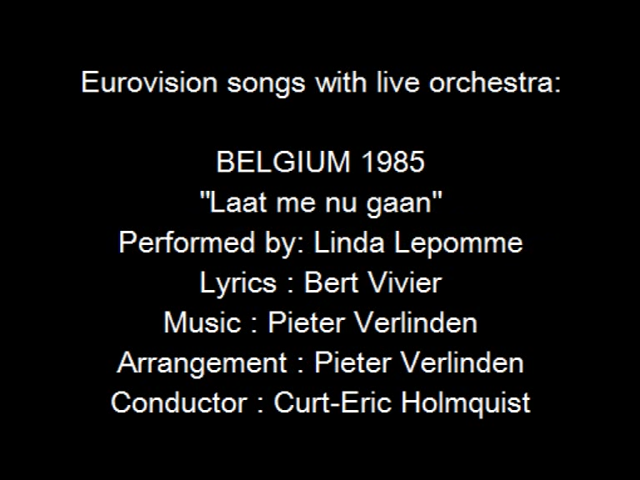 Eurovision songs with live orchestra:
BELGIUM 1985
"Laat me nu gaan"
Performed by: Linda Lepomme
Lyrics : Bert Vivier
Music : Pieter Verlinden
Arrangement : Pieter Verlinden
Conductor : Curt-Eric Holmquist